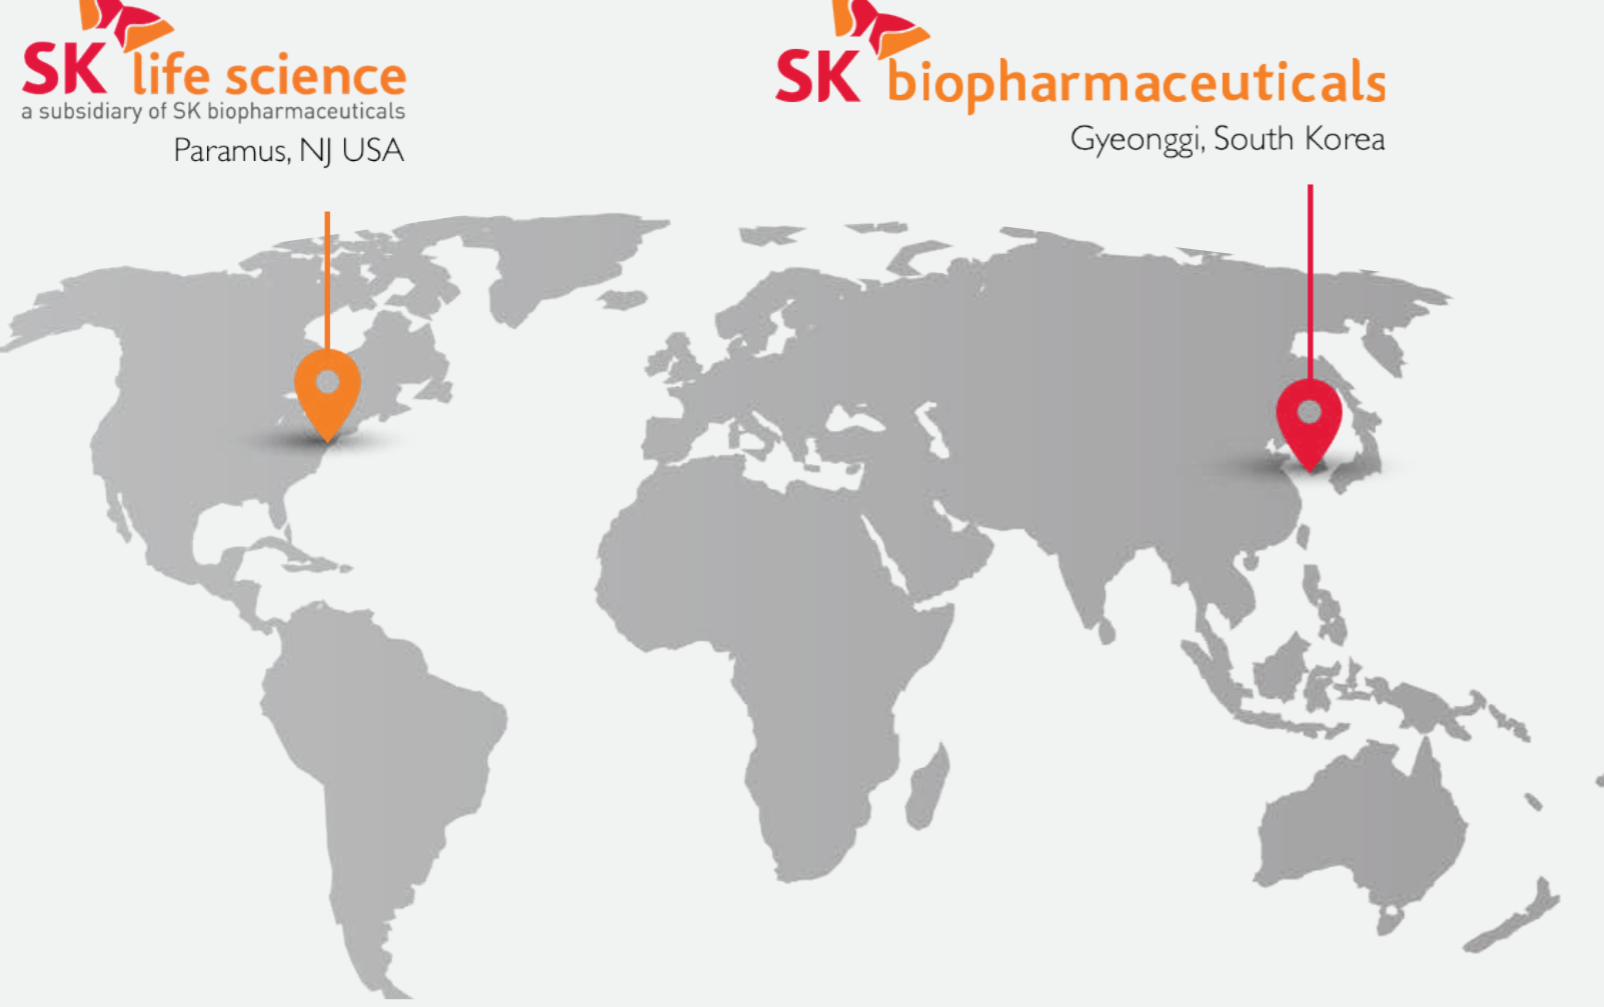 SK life science
a subsidiary of SK biopharmaceuticals
Paramus, NJ USA
SK biopharmaceuticals
Gyeonggi, South Korea